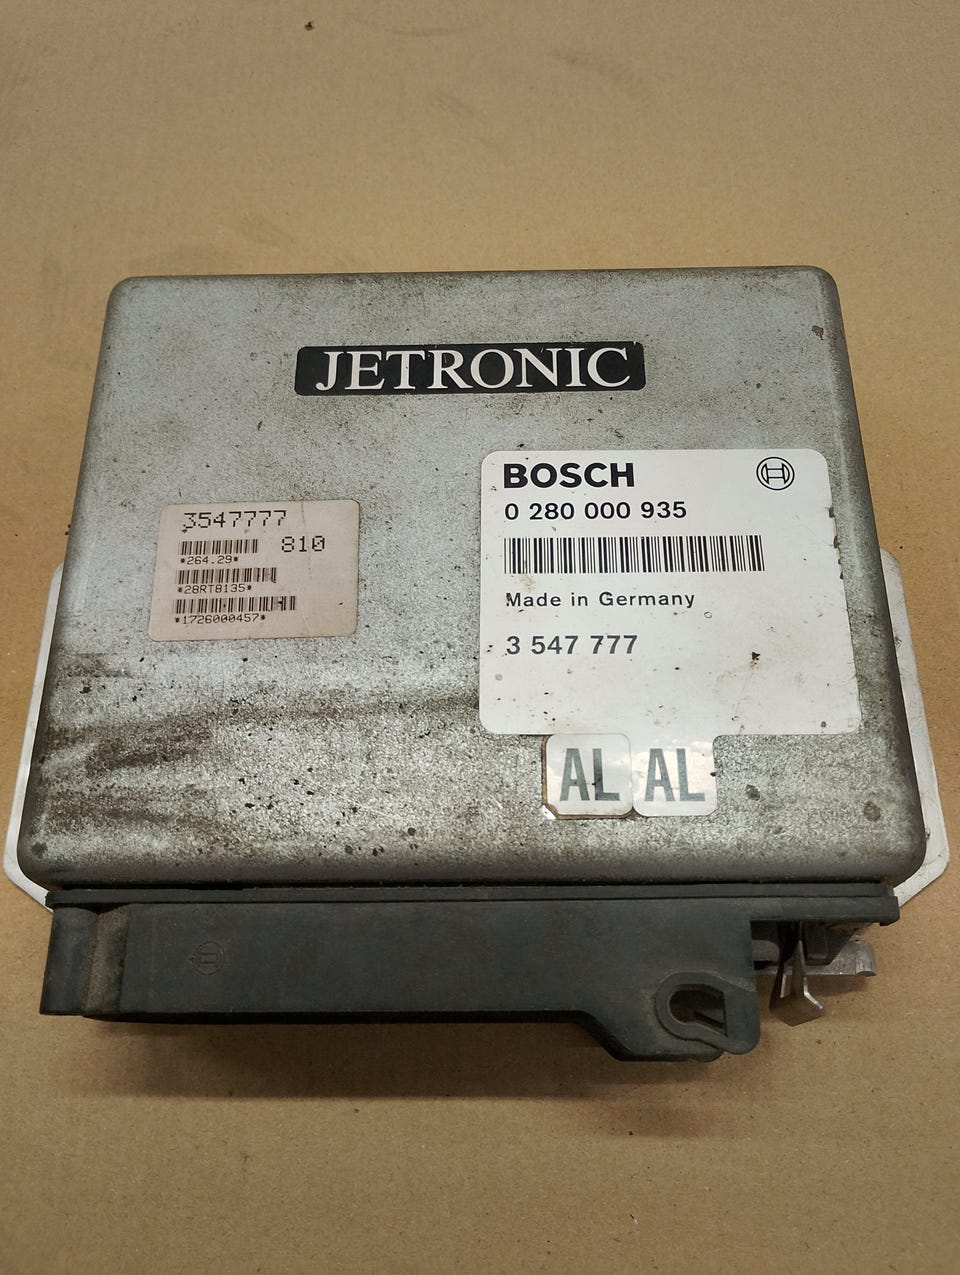 JETRONIC
BOSCH
0 280 000 935
Made in Germany
3 547 777
3547777
810
*264.29*
*28RT8135*
*1726000457*
AL AL